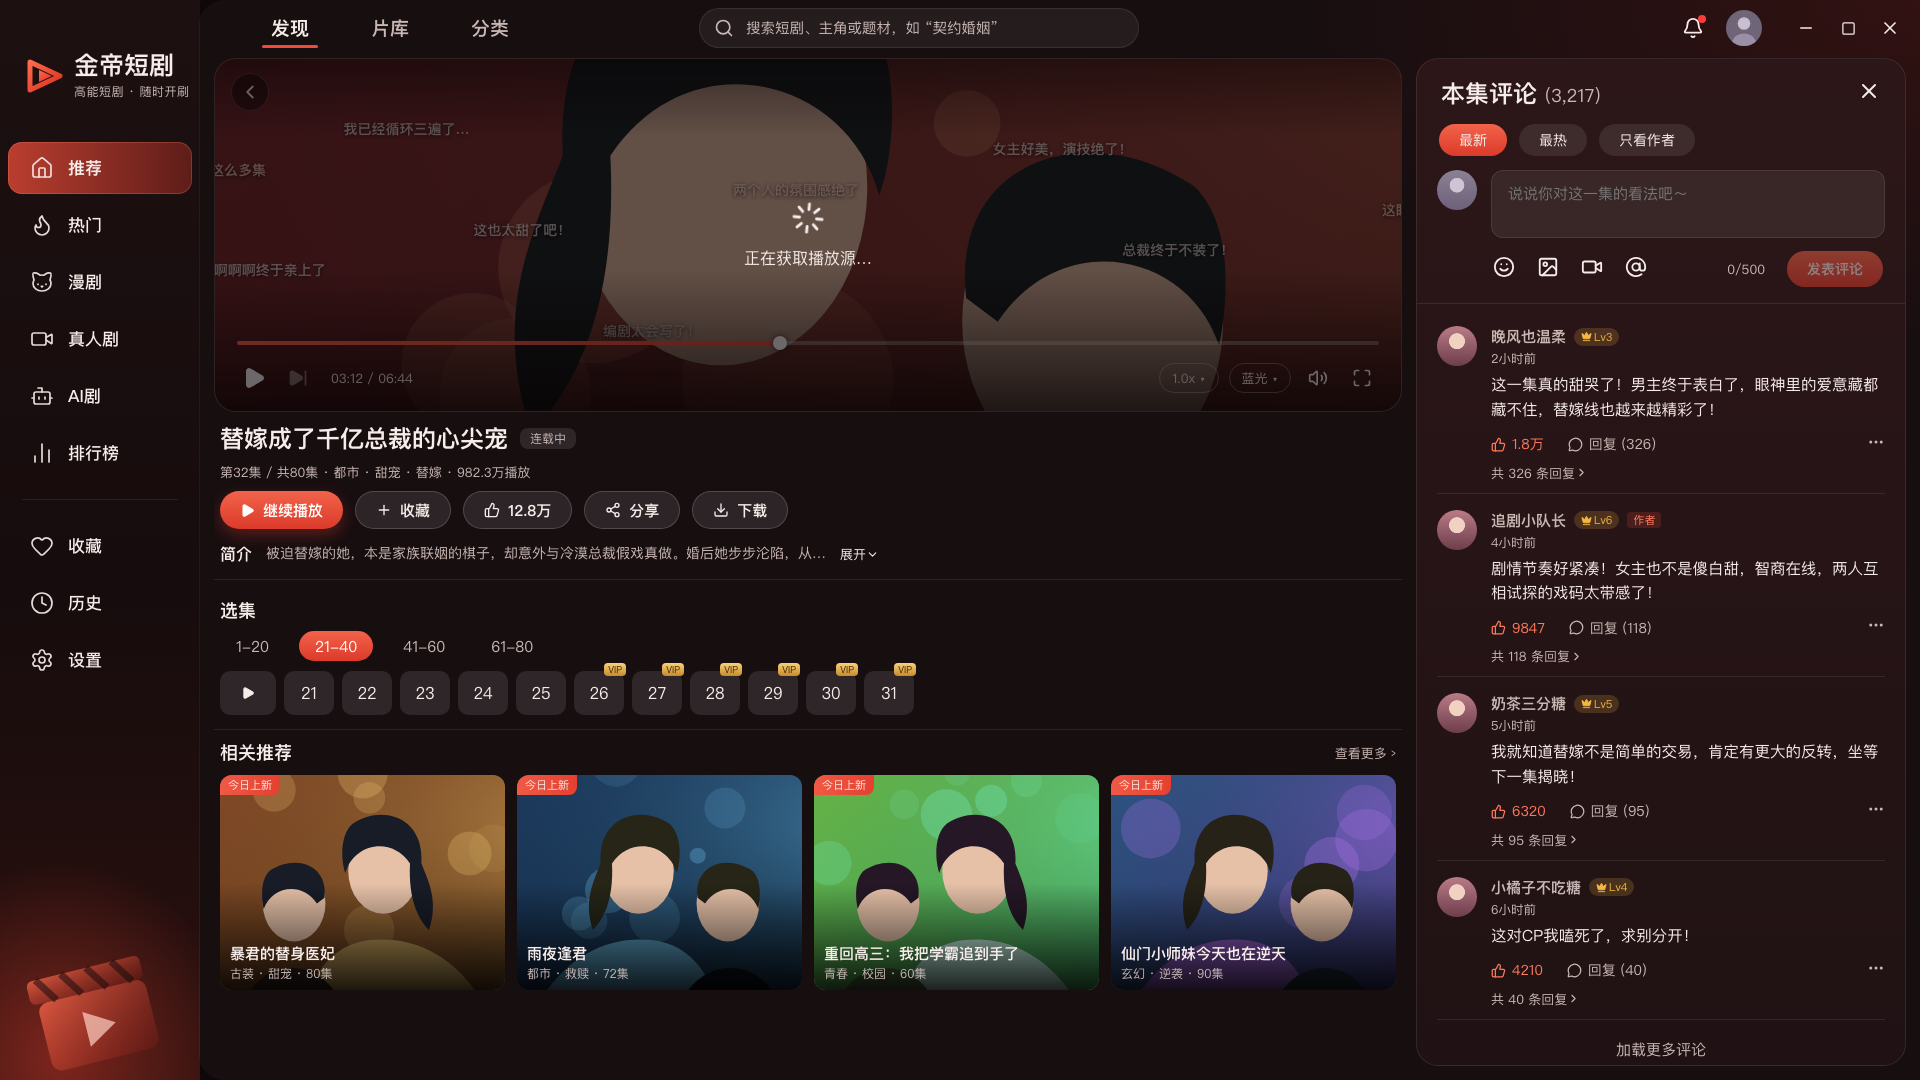 金帝短剧
高能短剧 · 随时开刷
发现
片库
分类
搜索短剧、主角或题材，如 “契约婚姻”
推荐
热门
漫剧
真人剧
AI剧
排行榜
收藏
历史
设置
我已经循环三遍了...
女主好美，演技绝了！
这么多集
两个人的氛围感绝了
这也太甜了吧！
总裁终于不装了！
啊啊啊终于亲上了
正在获取播放源...
编剧太会写了！
03:12 / 06:44
1.0x
蓝光
替嫁成了千亿总裁的心尖宠
连载中
第32集 / 共80集 · 都市 · 甜宠 · 替嫁 · 982.3万播放
继续播放
收藏
12.8万
分享
下载
简介
被迫替嫁的她，本是家族联姻的棋子，却意外与冷漠总裁假戏真做。婚后她步步沦陷，从...
展开
选集
1–20
21–40
41–60
61–80
21
22
23
24
25
26 VIP
27 VIP
28 VIP
29 VIP
30 VIP
31 VIP
相关推荐
查看更多 ›
今日上新
暴君的替身医妃
古装 · 甜宠 · 80集
今日上新
雨夜逢君
都市 · 救赎 · 72集
今日上新
重回高三：我把学霸追到手了
青春 · 校园 · 60集
今日上新
仙门小师妹今天也在逆天
玄幻 · 逆袭 · 90集
本集评论 (3,217)
最新
最热
只看作者
说说你对这一集的看法吧～
0/500
发表评论
晚风也温柔 Lv3
2小时前
这一集真的甜哭了！男主终于表白了，眼神里的爱意藏都
藏不住，替嫁线也越来越精彩了！
1.8万
回复 (326)
共 326 条回复
追剧小队长 Lv6 作者
4小时前
剧情节奏好紧凑！女主也不是傻白甜，智商在线，两人互
相试探的戏码太带感了！
9847
回复 (118)
共 118 条回复
奶茶三分糖 Lv5
5小时前
我就知道替嫁不是简单的交易，肯定有更大的反转，坐等
下一集揭晓！
6320
回复 (95)
共 95 条回复
小橘子不吃糖 Lv4
6小时前
这对CP我嗑死了，求别分开！
4210
回复 (40)
共 40 条回复
加载更多评论